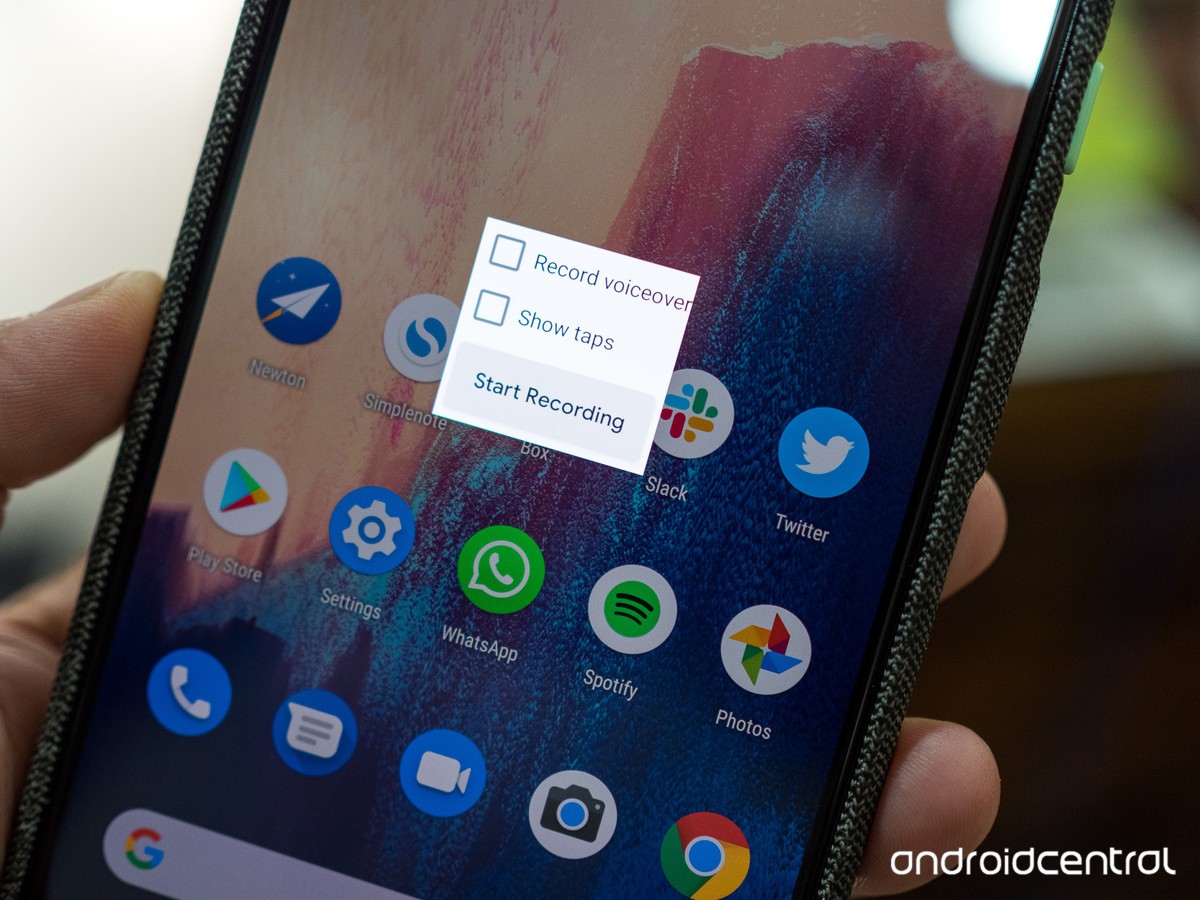 Record voiceover
Show taps
Start Recording
Newton
Simplenote
Box
Slack
Twitter
Play Store
Settings
WhatsApp
Spotify
Photos
G
androidcentral